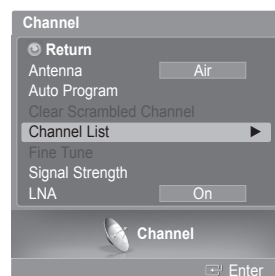 Channel
Return
Antenna Air
Auto Program
Clear Scrambled Channel
Channel List
Fine Tune
Signal Strength
LNA On
Channel
Enter